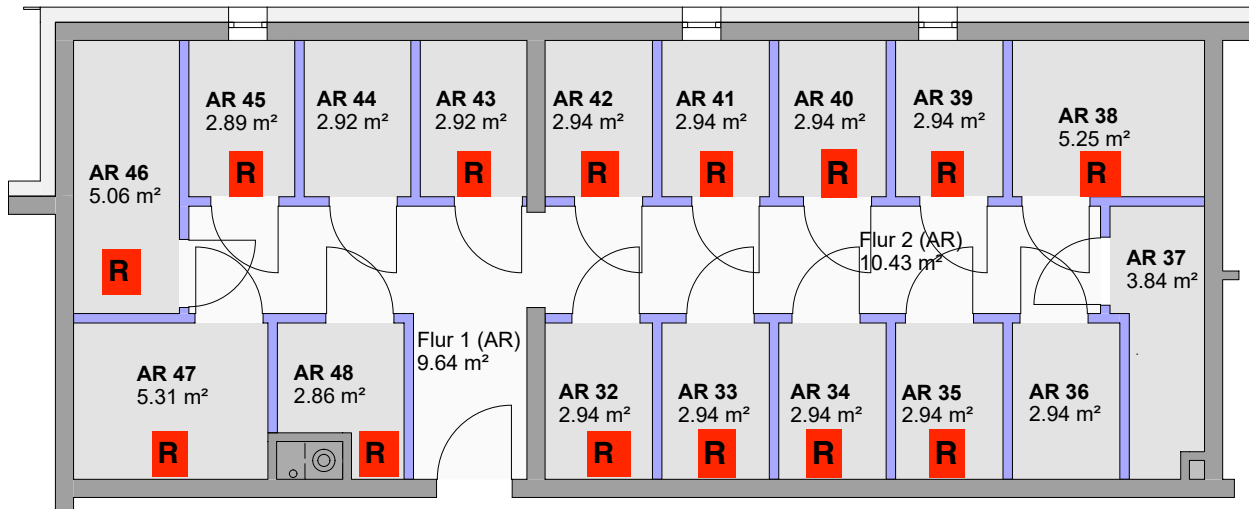 AR 45
2.89 m²
R
AR 44
2.92 m²
AR 43
2.92 m²
R
AR 42
2.94 m²
R
AR 41
2.94 m²
R
AR 40
2.94 m²
R
AR 39
2.94 m²
R
AR 38
5.25 m²
R
AR 46
5.06 m²
R
Flur 2 (AR)
10.43 m²
AR 37
3.84 m²
Flur 1 (AR)
9.64 m²
AR 47
5.31 m²
R
AR 48
2.86 m²
R
AR 32
2.94 m²
R
AR 33
2.94 m²
R
AR 34
2.94 m²
R
AR 35
2.94 m²
R
AR 36
2.94 m²